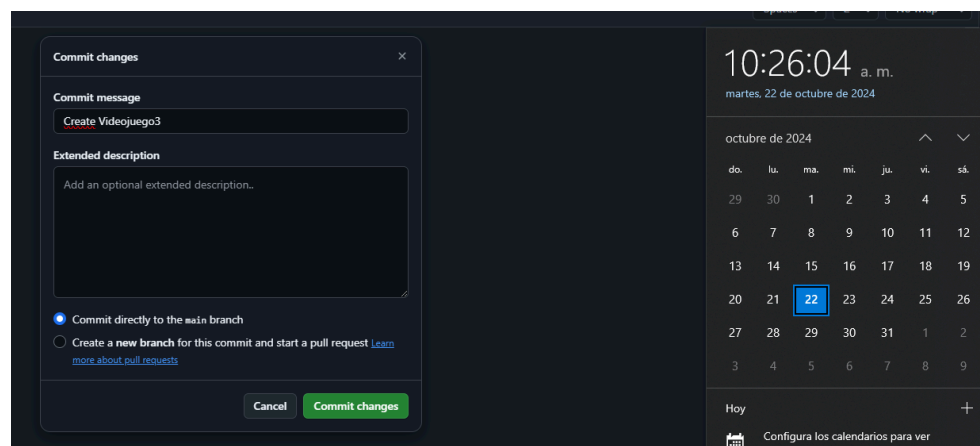 Commit changes
Commit message
Create Videojuego3
Extended description
Add an optional extended description..
Commit directly to the main branch
Create a new branch for this commit and start a pull request Learn
more about pull requests
Cancel Commit changes
10:26:04 a. m.
martes, 22 de octubre de 2024
octubre de 2024
do. lu. ma. mi. ju. vi. sá.
29 30 1 2 3 4 5
6 7 8 9 10 11 12
13 14 15 16 17 18 19
20 21 22 23 24 25 26
27 28 29 30 31 1 2
3 4 5 6 7 8 9
Hoy
Configura los calendarios para ver